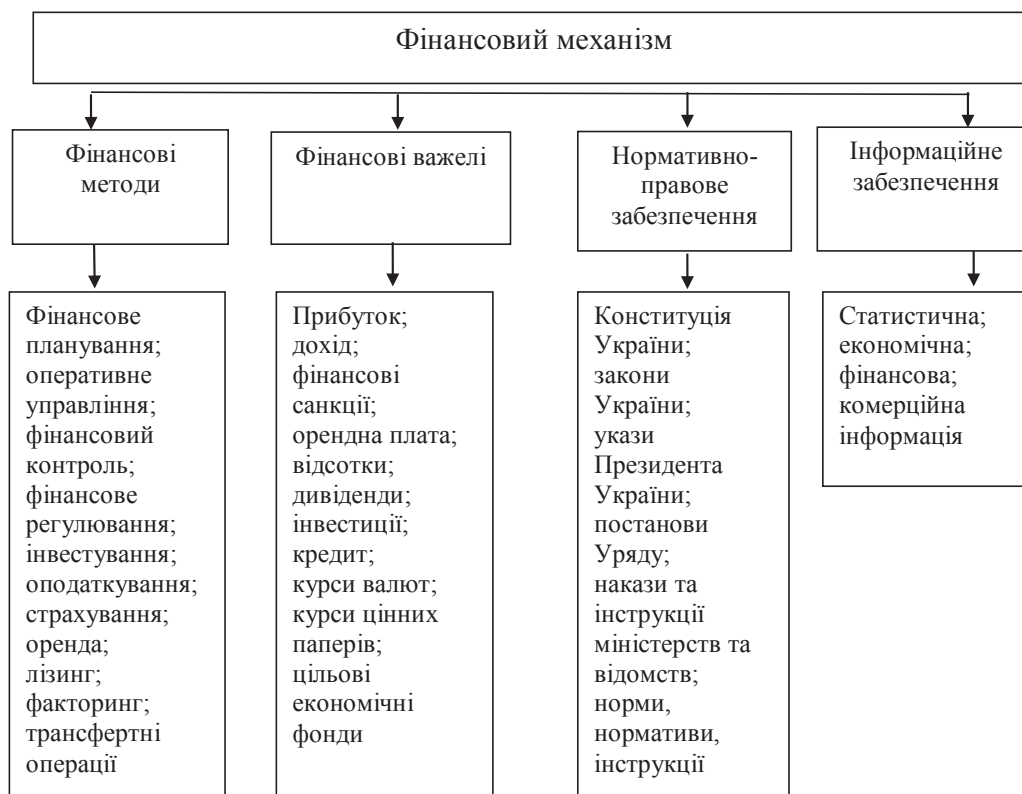 Фінансовий механізм
Фінансові
методи
Фінансові важелі
Нормативно-
правове
забезпечення
Інформаційне
забезпечення
Фінансове
планування;
оперативне
управління;
фінансовий
контроль;
фінансове
регулювання;
інвестування;
оподаткування;
страхування;
оренда;
лізинг;
факторинг;
трансфертні
операції
Прибуток;
дохід;
фінансові
санкції;
орендна плата;
відсотки;
дивіденди;
інвестиції;
кредит;
курси валют;
курси цінних
паперів;
цільові
економічні
фонди
Конституція
України;
закони
України;
укази
Президента
України;
постанови
Уряду;
накази та
інструкції
міністерств та
відомств;
норми,
нормативи,
інструкції
Статистична;
економічна;
фінансова;
комерційна
інформація